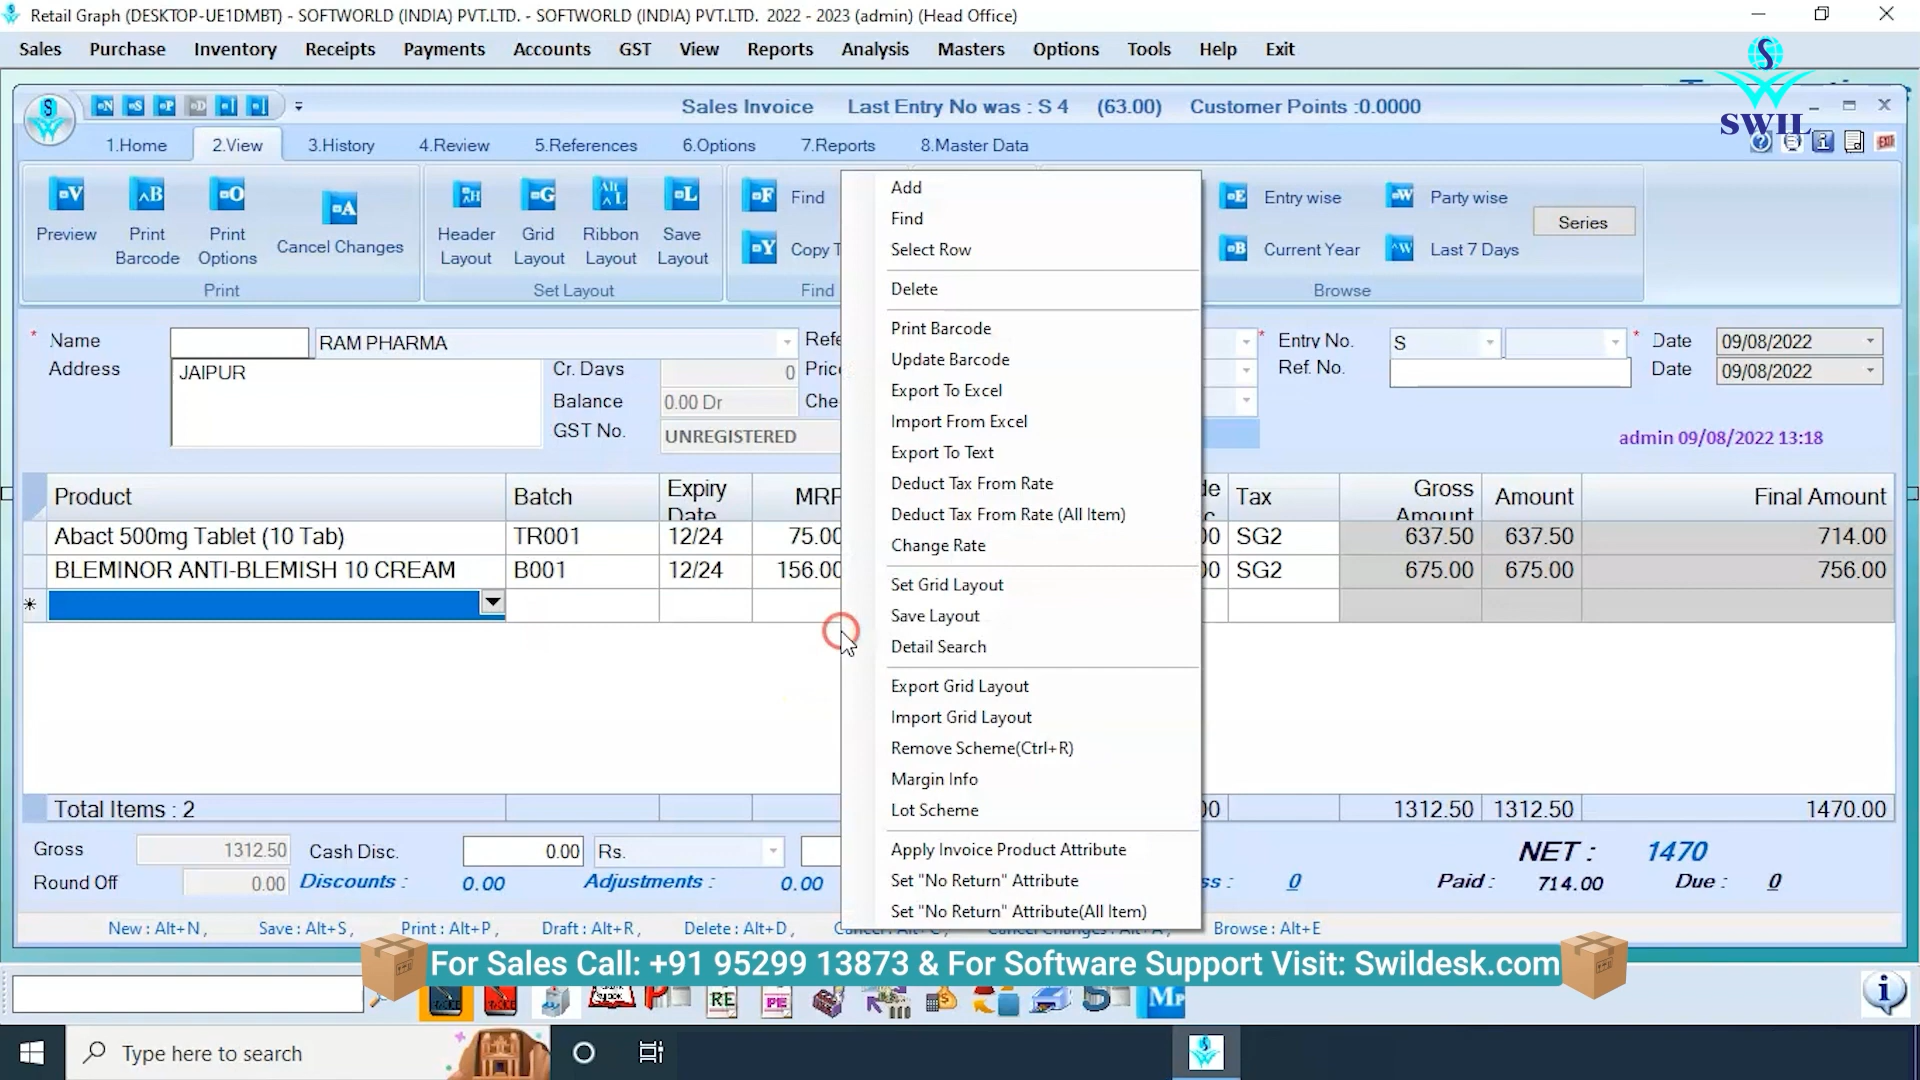 Retail Graph (DESKTOP-UE1DMBT) - SOFTWORLD (INDIA) PVT.LTD. - SOFTWORLD (INDIA) PVT.LTD. 2022 - 2023 (admin) (Head Office)
Sales Purchase Inventory Receipts Payments Accounts GST View Reports Analysis Masters Options Tools Help Exit
SWIL
Sales Invoice Last Entry No was : S 4 (63.00) Customer Points :0.0000
1.Home 2.View 3.History 4.Review 5.References 6.Options 7.Reports 8.Master Data
Preview
Print Barcode
Print Options
Cancel Changes
Print
Header Layout
Grid Layout
Ribbon Layout
Save Layout
Set Layout
Find
Copy T
Find
Entry wise
Party wise
Series
Current Year
Last 7 Days
Browse
Add
Find
Select Row
Delete
Print Barcode
Update Barcode
Export To Excel
Import From Excel
Export To Text
Deduct Tax From Rate
Deduct Tax From Rate (All Item)
Change Rate
Set Grid Layout
Save Layout
Detail Search
Export Grid Layout
Import Grid Layout
Remove Scheme(Ctrl+R)
Margin Info
Lot Scheme
Apply Invoice Product Attribute
Set "No Return" Attribute
Set "No Return" Attribute(All Item)
* Name RAM PHARMA Refe * Entry No. S * Date 09/08/2022
Address JAIPUR Cr. Days 0 Pric Ref. No. Date 09/08/2022
Balance 0.00 Dr Che
GST No. UNREGISTERED admin 09/08/2022 13:18
Product Batch Expiry Date MRP Tax Gross Amount Amount Final Amount
Abact 500mg Tablet (10 Tab) TR001 12/24 75.00 SG2 637.50 637.50 714.00
BLEMINOR ANTI-BLEMISH 10 CREAM B001 12/24 156.00 SG2 675.00 675.00 756.00
Total Items : 2 1312.50 1312.50 1470.00
Gross 1312.50 Cash Disc. 0.00 Rs. NET : 1470
Round Off 0.00 Discounts : 0.00 Adjustments : 0.00 0 Paid : 714.00 Due : 0
New : Alt+N , Save : Alt+S , Print : Alt+P , Draft : Alt+R , Delete : Alt+D , Browse : Alt+E
For Sales Call: +91 95299 13873 & For Software Support Visit: Swildesk.com
RE PE Mp
Type here to search